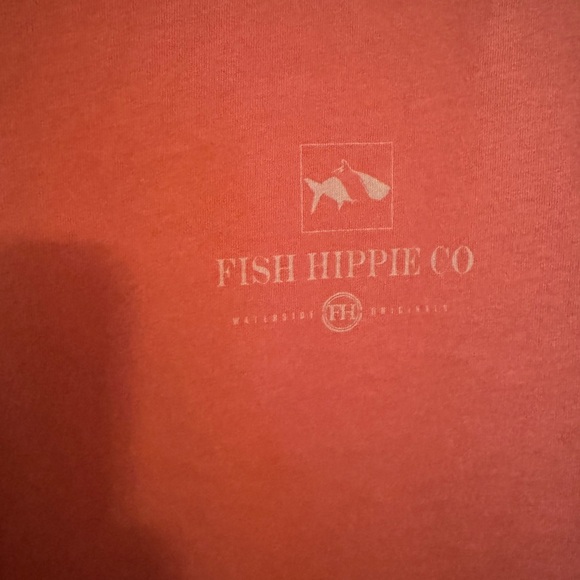 FISH HIPPIE CO
WATERSIDE FH ORIGINALS